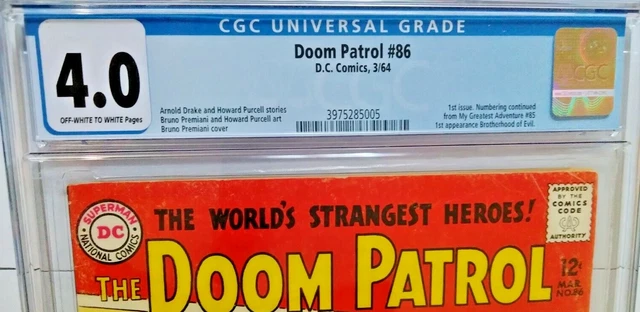 CGC UNIVERSAL GRADE
4.0
OFF-WHITE TO WHITE Pages
Doom Patrol #86
D.C. Comics, 3/64
Arnold Drake and Howard Purcell stories
Bruno Premiani and Howard Purcell art
Bruno Premiani cover
3975285005
1st issue. Numbering continued
from My Greatest Adventure #85
1st appearance Brotherhood of Evil.
CGC
SUPERMAN
DC
NATIONAL COMICS
THE WORLD'S STRANGEST HEROES!
APPROVED
BY THE
COMICS
CODE
AUTHORITY
THE DOOM PATROL
12¢
MAR.
NO.86